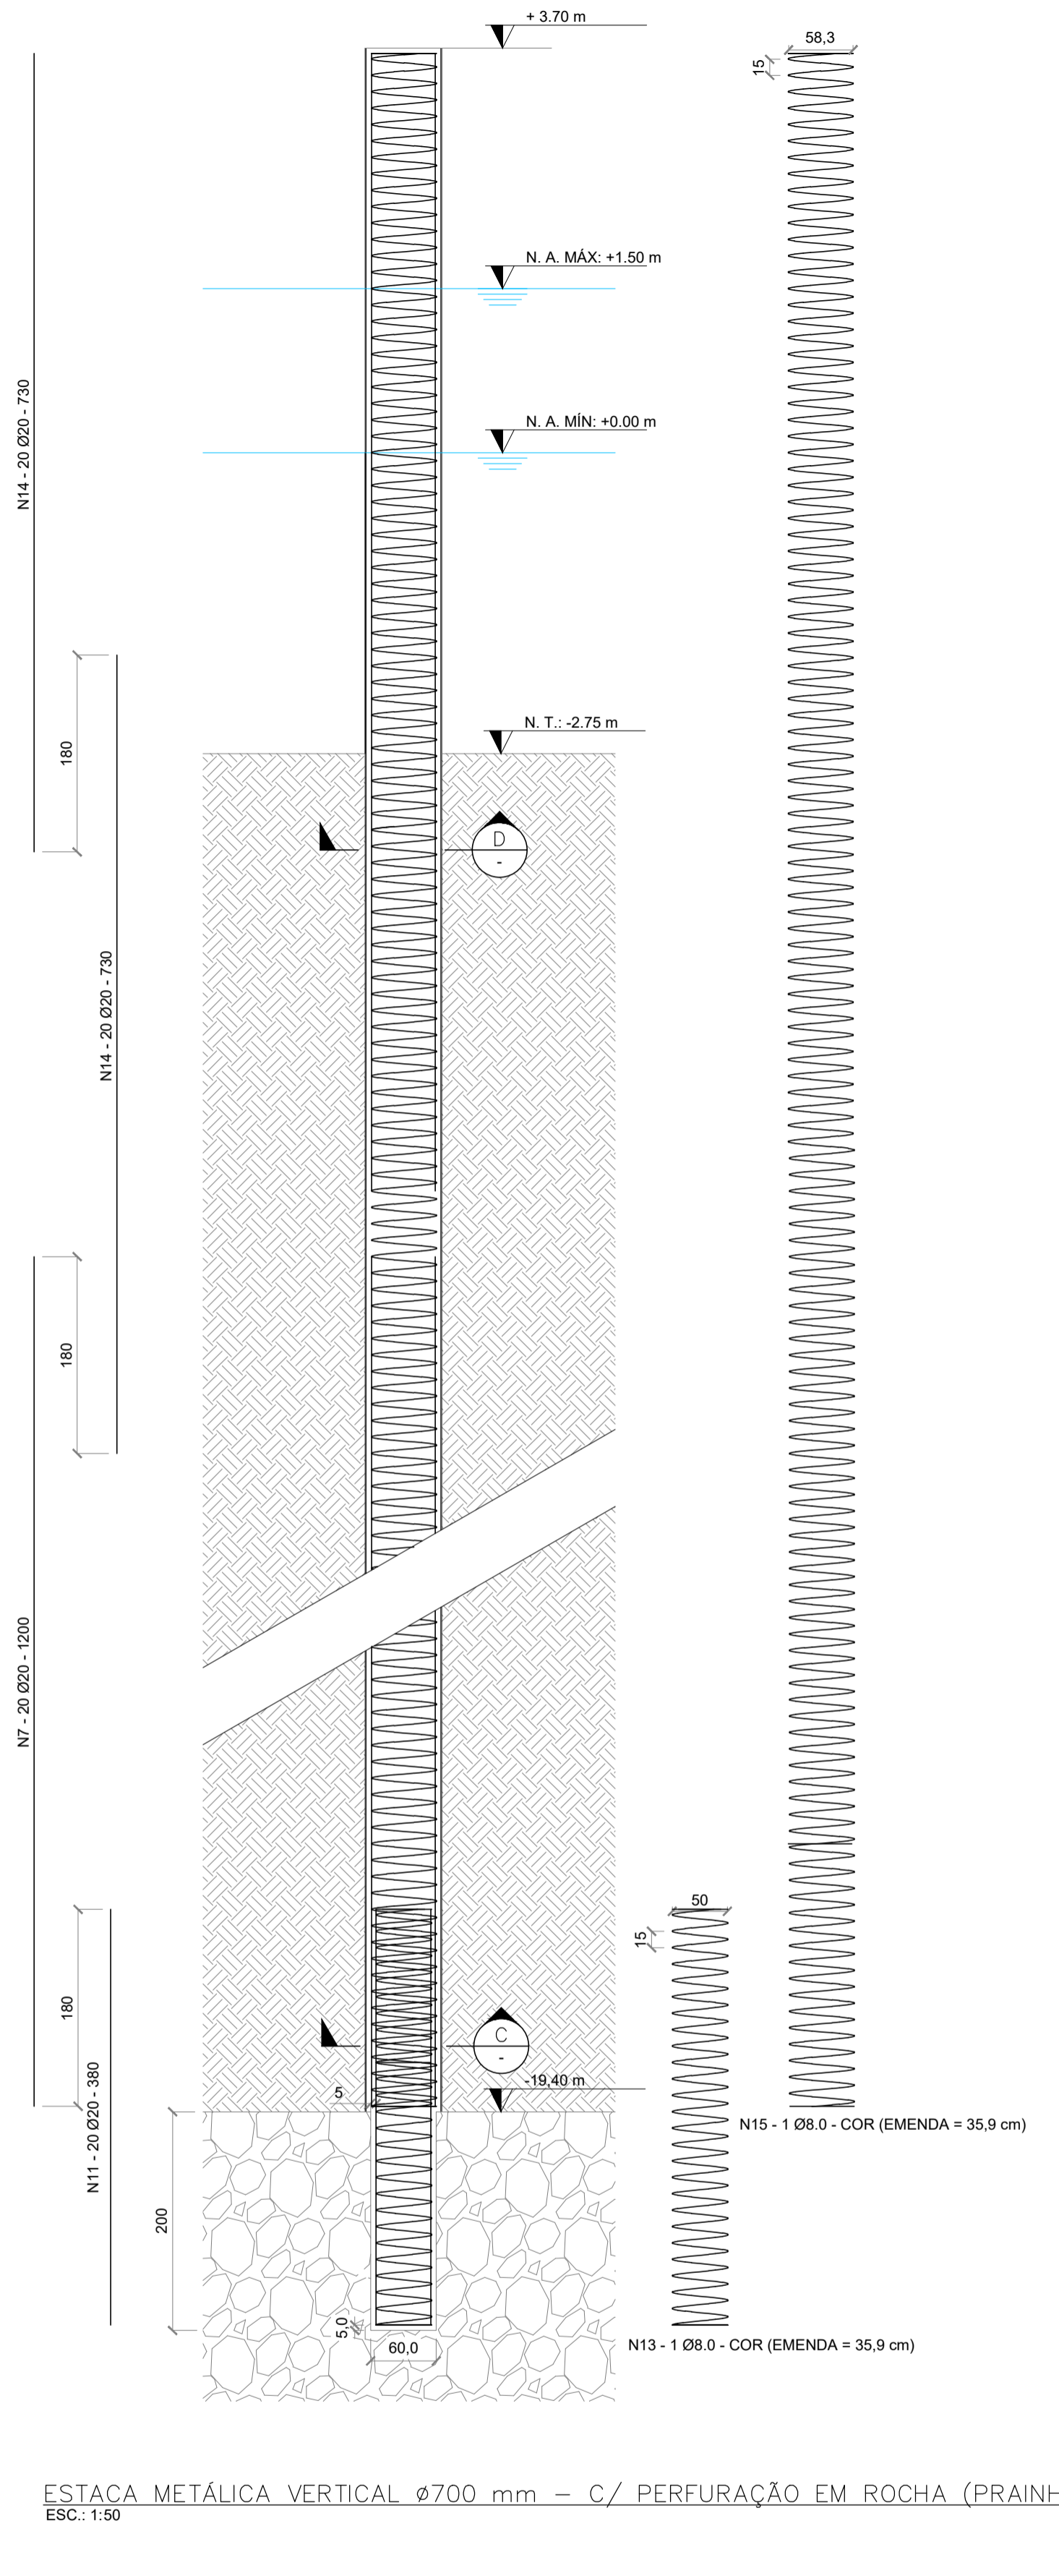 + 3.70 m
58,3
15
N. A. MÁX: +1.50 m
N14 - 20 Ø20 - 730
N. A. MÍN: +0.00 m
N. T.: -2.75 m
180
D
-
N14 - 20 Ø20 - 730
180
N7 - 20 Ø20 - 1200
50
15
180
C
-
-19,40 m
5
N11 - 20 Ø20 - 380
N15 - 1 Ø8.0 - COR (EMENDA = 35,9 cm)
200
5,0
60,0
N13 - 1 Ø8.0 - COR (EMENDA = 35,9 cm)
ESTACA METÁLICA VERTICAL Ø700 mm – C/ PERFURAÇÃO EM ROCHA (PRAINH
ESC.: 1:50